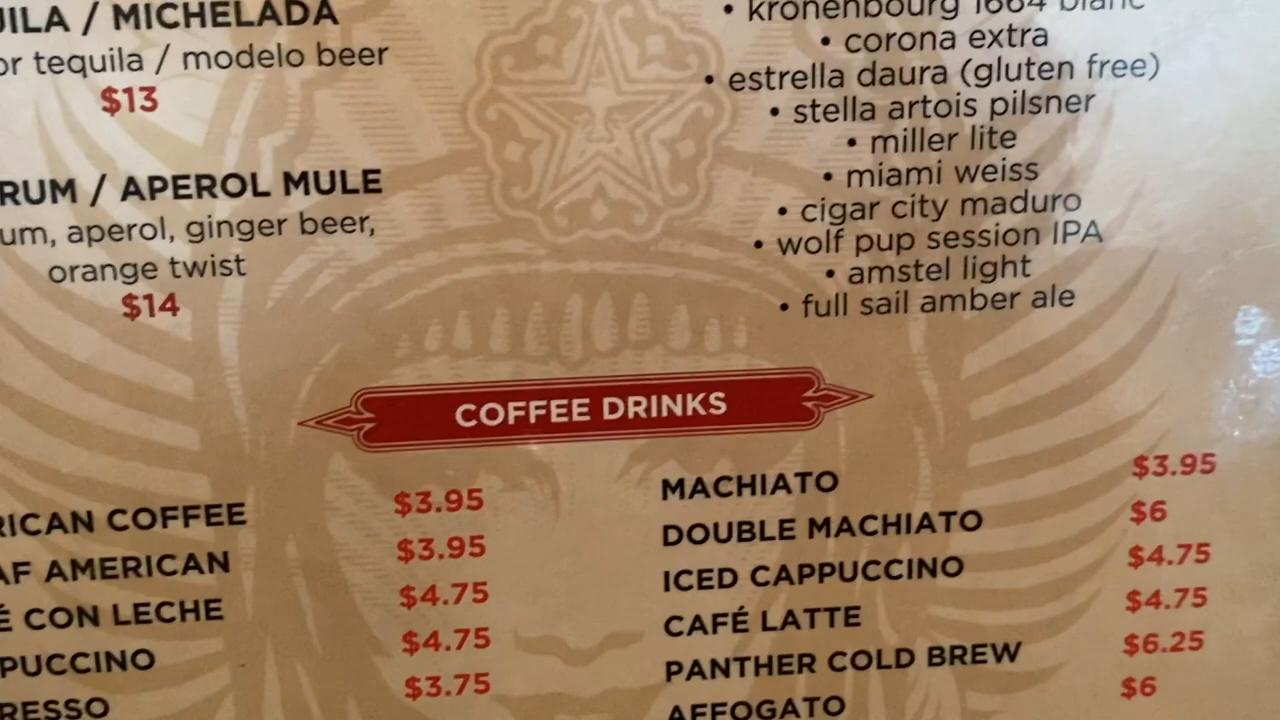 UILA / MICHELADA
or tequila / modelo beer
$13
RUM / APEROL MULE
um, aperol, ginger beer,
orange twist
$14
• kronenbourg 1664 blanc
• corona extra
• estrella daura (gluten free)
• stella artois pilsner
• miller lite
• miami weiss
• cigar city maduro
• wolf pup session IPA
• amstel light
• full sail amber ale
COFFEE DRINKS
RICAN COFFEE $3.95
AF AMERICAN $3.95
É CON LECHE $4.75
PUCCINO $4.75
RESSO $3.75
MACHIATO $3.95
DOUBLE MACHIATO $6
ICED CAPPUCCINO $4.75
CAFÉ LATTE $4.75
PANTHER COLD BREW $6.25
AFFOGATO $6